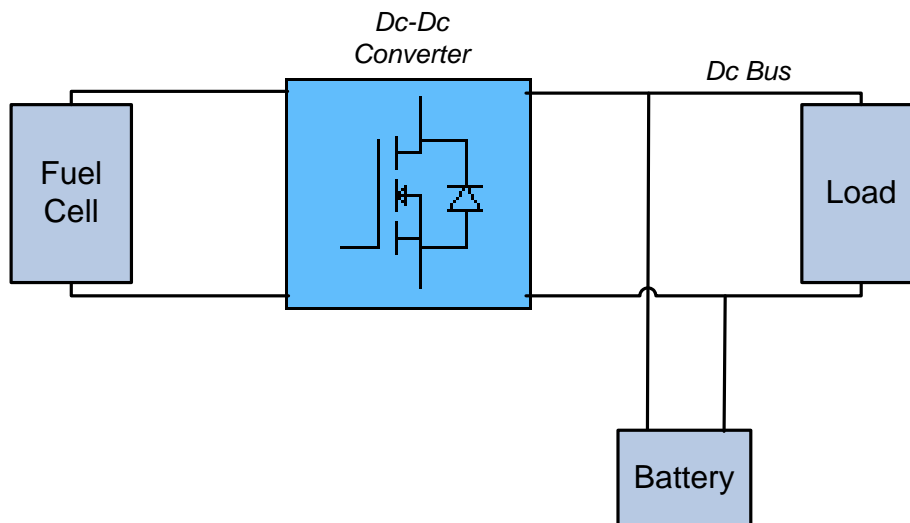 Dc-Dc
Converter
Dc Bus
Fuel
Cell
Load
Battery